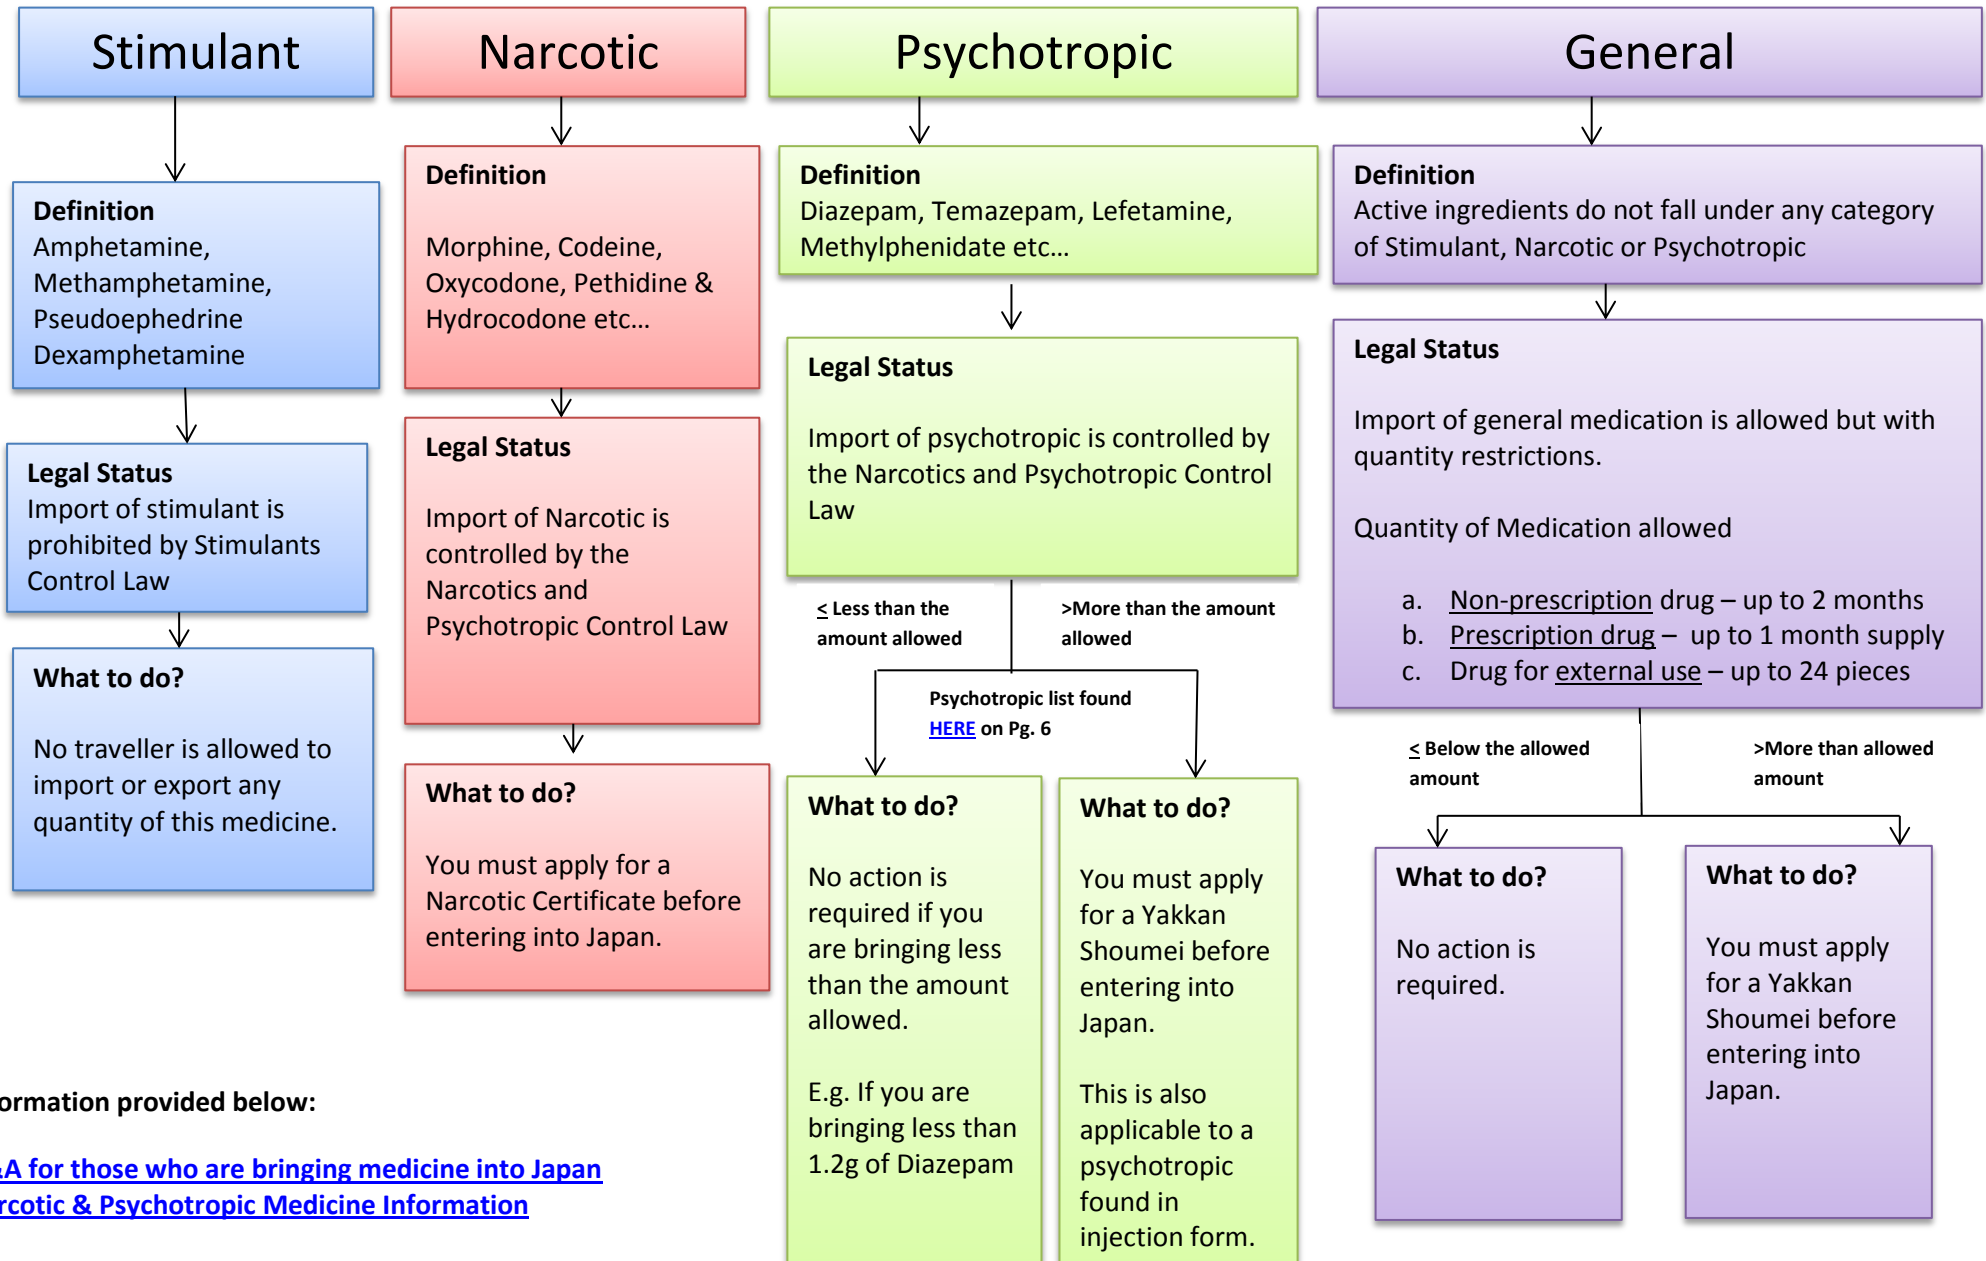 Stimulant
Definition
Amphetamine,
Methamphetamine,
Pseudoephedrine
Dexamphetamine
Legal Status
Import of stimulant is
prohibited by Stimulants
Control Law
What to do?
No traveller is allowed to
import or export any
quantity of this medicine.
Narcotic
Definition
Morphine, Codeine,
Oxycodone, Pethidine &
Hydrocodone etc…
Legal Status
Import of Narcotic is
controlled by the
Narcotics and
Psychotropic Control Law
What to do?
You must apply for a
Narcotic Certificate before
entering into Japan.
Psychotropic
Definition
Diazepam, Temazepam, Lefetamine,
Methylphenidate etc…
Legal Status
Import of psychotropic is controlled by
the Narcotics and Psychotropic Control
Law
< Less than the
amount allowed
>More than the amount
allowed
Psychotropic list found
HERE on Pg. 6
What to do?
No action is
required if you
are bringing less
than the amount
allowed.
E.g. If you are
bringing less than
1.2g of Diazepam
What to do?
You must apply
for a Yakkan
Shoumei before
entering into
Japan.
This is also
applicable to a
psychotropic
found in
injection form.
General
Definition
Active ingredients do not fall under any category
of Stimulant, Narcotic or Psychotropic
Legal Status
Import of general medication is allowed but with
quantity restrictions.
Quantity of Medication allowed
a. Non-prescription drug – up to 2 months
b. Prescription drug – up to 1 month supply
c. Drug for external use – up to 24 pieces
< Below the allowed
amount
>More than allowed
amount
What to do?
No action is
required.
What to do?
You must apply
for a Yakkan
Shoumei before
entering into
Japan.
ormation provided below:
&A for those who are bringing medicine into Japan
rcotic & Psychotropic Medicine Information